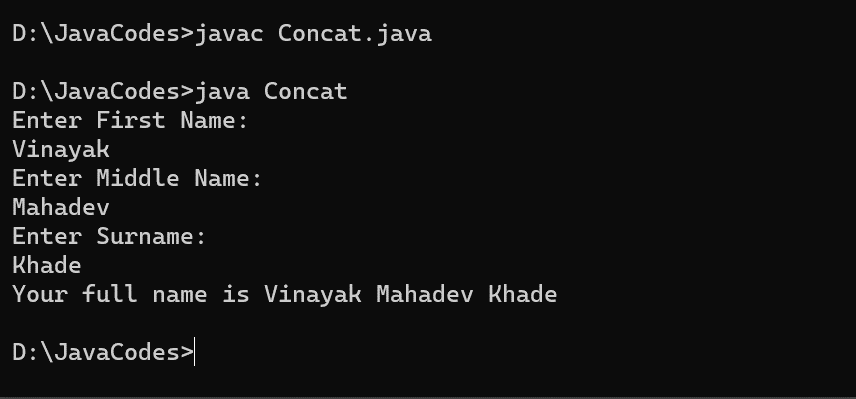 D:\JavaCodes>javac Concat.java
D:\JavaCodes>java Concat
Enter First Name:
Vinayak
Enter Middle Name:
Mahadev
Enter Surname:
Khade
Your full name is Vinayak Mahadev Khade
D:\JavaCodes>